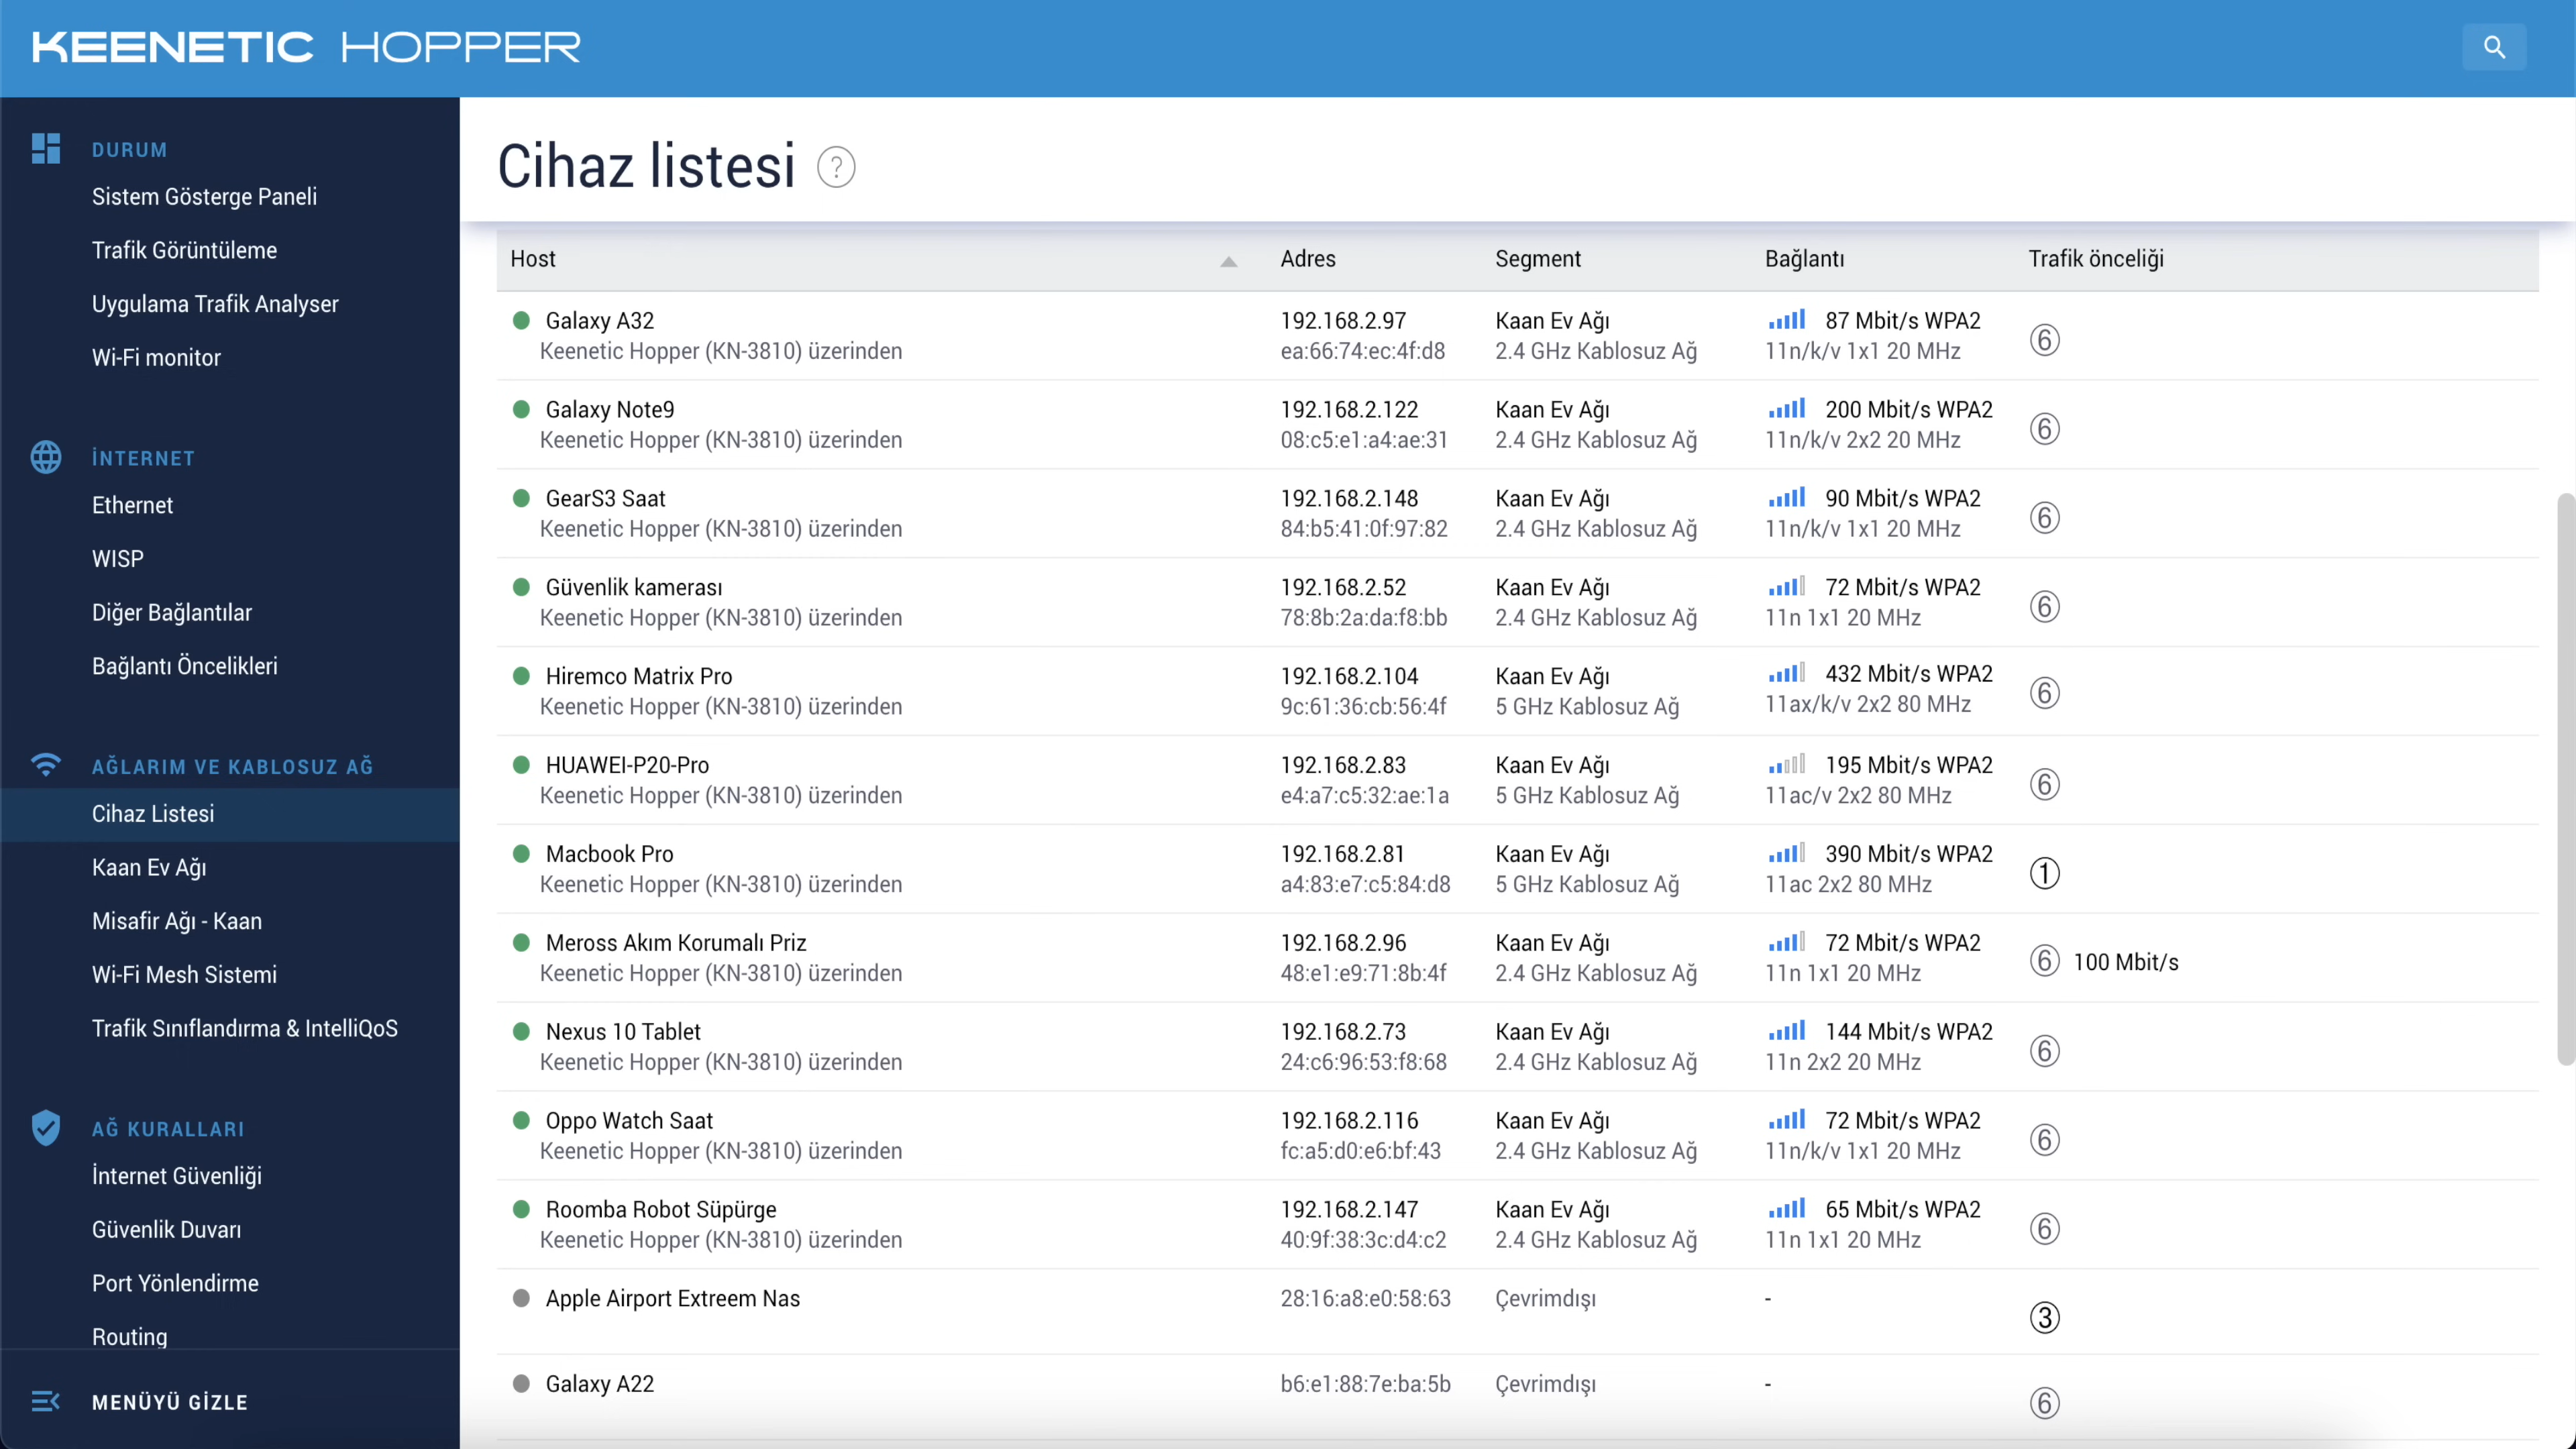 KEENETIC HOPPER
DURUM
Sistem Gösterge Paneli
Trafik Görüntüleme
Uygulama Trafik Analyser
Wi-Fi monitor
İNTERNET
Ethernet
WISP
Diğer Bağlantılar
Bağlantı Öncelikleri
AĞLARIM VE KABLOSUZ AĞ
Cihaz Listesi
Kaan Ev Ağı
Misafir Ağı - Kaan
Wi-Fi Mesh Sistemi
Trafik Sınıflandırma & IntelliQoS
AĞ KURALLARI
İnternet Güvenliği
Güvenlik Duvarı
Port Yönlendirme
Routing
MENÜYÜ GİZLE
Cihaz listesi ?
Host Adres Segment Bağlantı Trafik önceliği
Galaxy A32 192.168.2.97 Kaan Ev Ağı 87 Mbit/s WPA2 6
Keenetic Hopper (KN-3810) üzerinden ea:66:74:ec:4f:d8 2.4 GHz Kablosuz Ağ 11n/k/v 1x1 20 MHz
Galaxy Note9 192.168.2.122 Kaan Ev Ağı 200 Mbit/s WPA2 6
Keenetic Hopper (KN-3810) üzerinden 08:c5:e1:a4:ae:31 2.4 GHz Kablosuz Ağ 11n/k/v 2x2 20 MHz
GearS3 Saat 192.168.2.148 Kaan Ev Ağı 90 Mbit/s WPA2 6
Keenetic Hopper (KN-3810) üzerinden 84:b5:41:0f:97:82 2.4 GHz Kablosuz Ağ 11n/k/v 1x1 20 MHz
Güvenlik kamerası 192.168.2.52 Kaan Ev Ağı 72 Mbit/s WPA2 6
Keenetic Hopper (KN-3810) üzerinden 78:8b:2a:da:f8:bb 2.4 GHz Kablosuz Ağ 11n 1x1 20 MHz
Hiremco Matrix Pro 192.168.2.104 Kaan Ev Ağı 432 Mbit/s WPA2 6
Keenetic Hopper (KN-3810) üzerinden 9c:61:36:cb:56:4f 5 GHz Kablosuz Ağ 11ax/k/v 2x2 80 MHz
HUAWEI-P20-Pro 192.168.2.83 Kaan Ev Ağı 195 Mbit/s WPA2 6
Keenetic Hopper (KN-3810) üzerinden e4:a7:c5:32:ae:1a 5 GHz Kablosuz Ağ 11ac/v 2x2 80 MHz
Macbook Pro 192.168.2.81 Kaan Ev Ağı 390 Mbit/s WPA2 1
Keenetic Hopper (KN-3810) üzerinden a4:83:e7:c5:84:d8 5 GHz Kablosuz Ağ 11ac 2x2 80 MHz
Meross Akım Korumalı Priz 192.168.2.96 Kaan Ev Ağı 72 Mbit/s WPA2 6 100 Mbit/s
Keenetic Hopper (KN-3810) üzerinden 48:e1:e9:71:8b:4f 2.4 GHz Kablosuz Ağ 11n 1x1 20 MHz
Nexus 10 Tablet 192.168.2.73 Kaan Ev Ağı 144 Mbit/s WPA2 6
Keenetic Hopper (KN-3810) üzerinden 24:c6:96:53:f8:68 2.4 GHz Kablosuz Ağ 11n 2x2 20 MHz
Oppo Watch Saat 192.168.2.116 Kaan Ev Ağı 72 Mbit/s WPA2 6
Keenetic Hopper (KN-3810) üzerinden fc:a5:d0:e6:bf:43 2.4 GHz Kablosuz Ağ 11n/k/v 1x1 20 MHz
Roomba Robot Süpürge 192.168.2.147 Kaan Ev Ağı 65 Mbit/s WPA2 6
Keenetic Hopper (KN-3810) üzerinden 40:9f:38:3c:d4:c2 2.4 GHz Kablosuz Ağ 11n 1x1 20 MHz
Apple Airport Extreem Nas 28:16:a8:e0:58:63 Çevrimdışı - 3
Galaxy A22 b6:e1:88:7e:ba:5b Çevrimdışı - 6